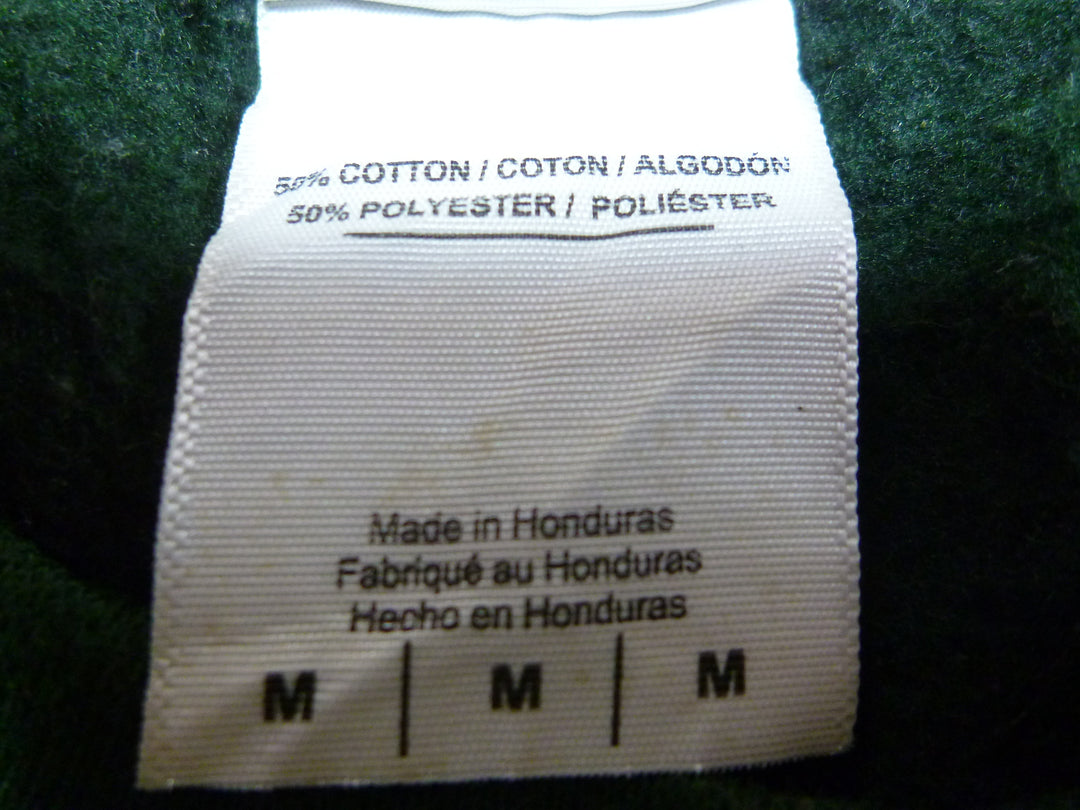 50% COTTON / COTON / ALGODÓN
50% POLYESTER / POLIÉSTER
Made in Honduras
Fabriqué au Honduras
Hecho en Honduras
M | M | M